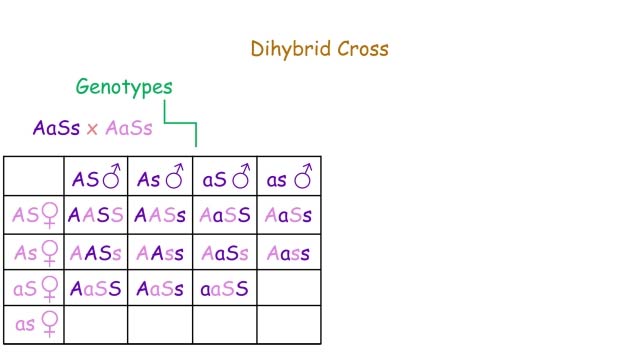 Dihybrid Cross
Genotypes
AaSs x AaSs
AS♂ As♂ aS♂ as♂
AS♀ AASS AASs AaSS AaSs
As♀ AASs AAss AaSs Aass
aS♀ AaSS AaSs aaSS
as♀